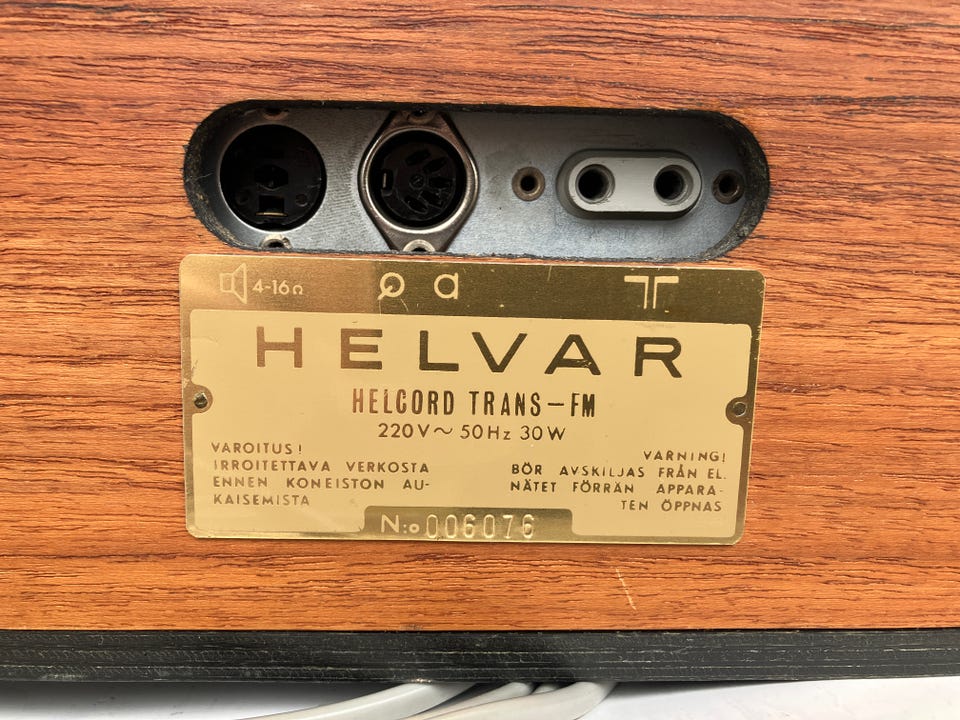 4-16Ω
HELVAR
HELCORD TRANS-FM
220V~ 50Hz 30W
VAROITUS!
IRROITETTAVA VERKOSTA
ENNEN KONEISTON AU-
KAISEMISTA
VARNING!
BÖR AVSKILJAS FRÅN EL.
NÄTET FÖRRÄN APPARA-
TEN ÖPPNAS
N:o 006076